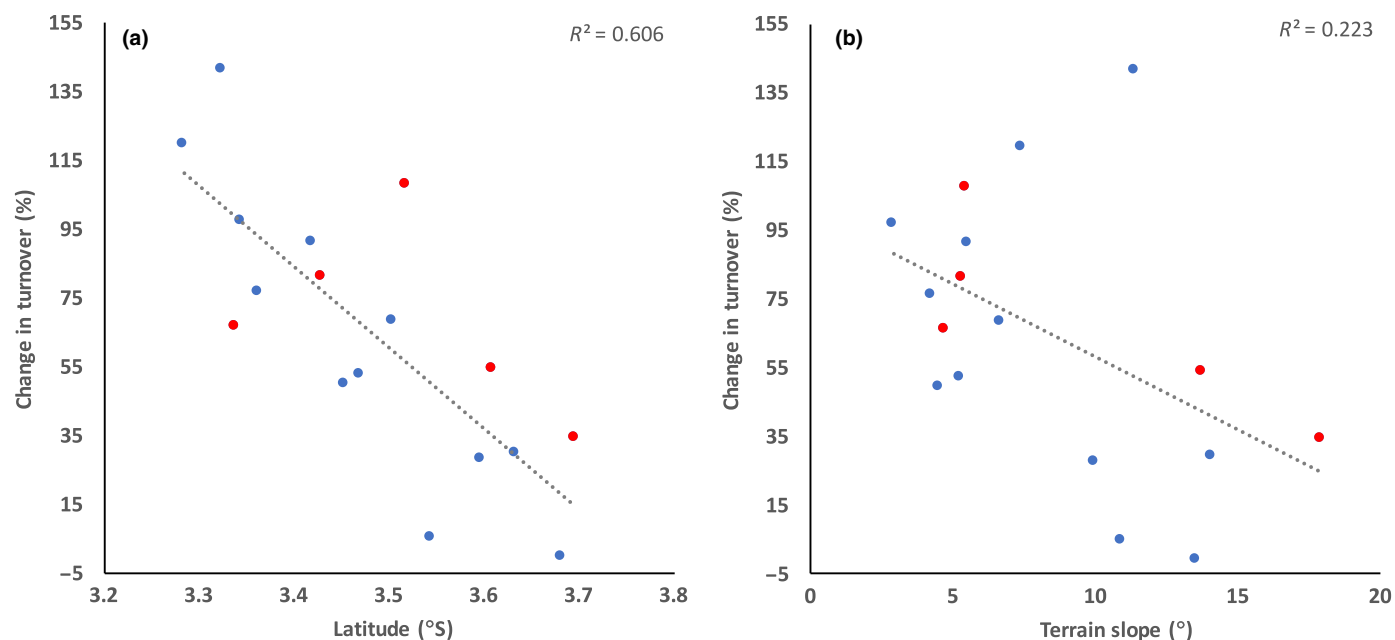 (a)
R² = 0.606
Change in turnover (%)
155
135
115
95
75
55
35
15
–5
3.2 3.3 3.4 3.5 3.6 3.7 3.8
Latitude (°S)
(b)
R² = 0.223
Change in turnover (%)
155
135
115
95
75
55
35
15
–5
0 5 10 15 20
Terrain slope (°)